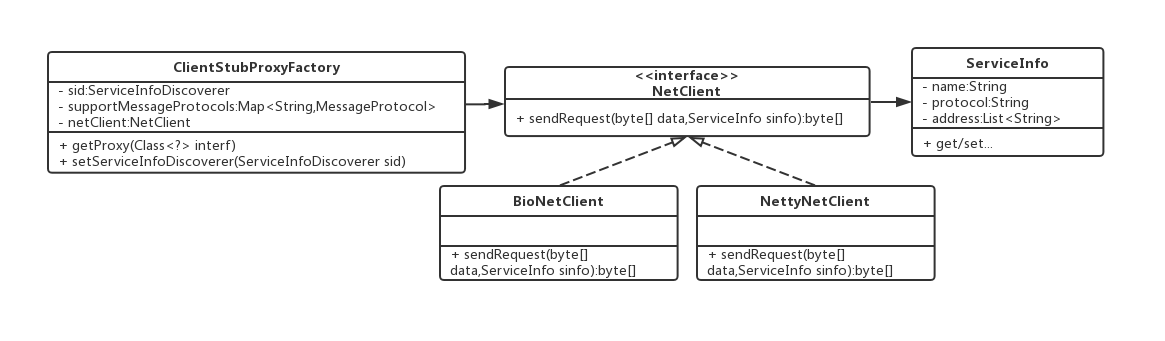 ClientStubProxyFactory
- sid:ServiceInfoDiscoverer
- supportMessageProtocols:Map<String,MessageProtocol>
- netClient:NetClient
+ getProxy(Class<?> interf)
+ setServiceInfoDiscoverer(ServiceInfoDiscoverer sid)
<<interface>>
NetClient
+ sendRequest(byte[] data,ServiceInfo sinfo):byte[]
ServiceInfo
- name:String
- protocol:String
- address:List<String>
+ get/set...
BioNetClient
+ sendRequest(byte[]
data,ServiceInfo sinfo):byte[]
NettyNetClient
+ sendRequest(byte[]
data,ServiceInfo sinfo):byte[]